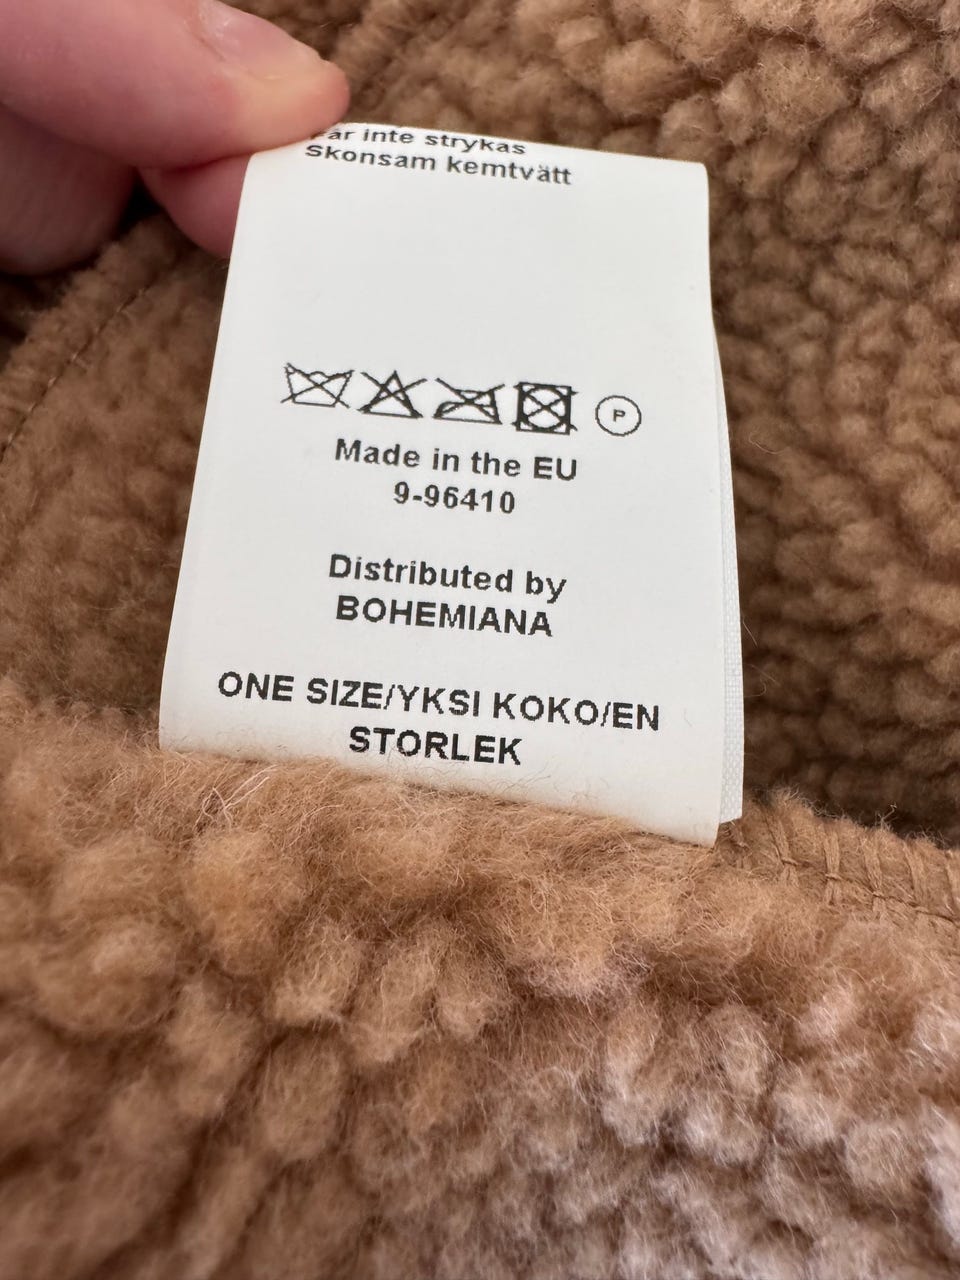 Får inte strykas
Skonsam kemtvätt
P
Made in the EU
9-96410
Distributed by
BOHEMIANA
ONE SIZE/YKSI KOKO/EN
STORLEK